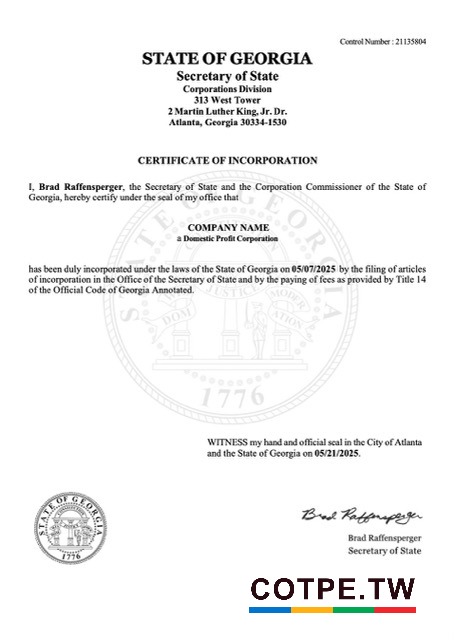 Control Number : 21135804
STATE OF GEORGIA
Secretary of State
Corporations Division
313 West Tower
2 Martin Luther King, Jr. Dr.
Atlanta, Georgia 30334-1530
CERTIFICATE OF INCORPORATION
I, Brad Raffensperger, the Secretary of State and the Corporation Commissioner of the State of
Georgia, hereby certify under the seal of my office that
COMPANY NAME
a Domestic Profit Corporation
has been duly incorporated under the laws of the State of Georgia on 05/07/2025 by the filing of articles
of incorporation in the Office of the Secretary of State and by the paying of fees as provided by Title 14
of the Official Code of Georgia Annotated.
STATE OF GEORGIA
1776
WITNESS my hand and official seal in the City of Atlanta
and the State of Georgia on 05/21/2025.
STATE OF GEORGIA
1776
Brad Raffensperger
Brad Raffensperger
Secretary of State
COTPE.TW